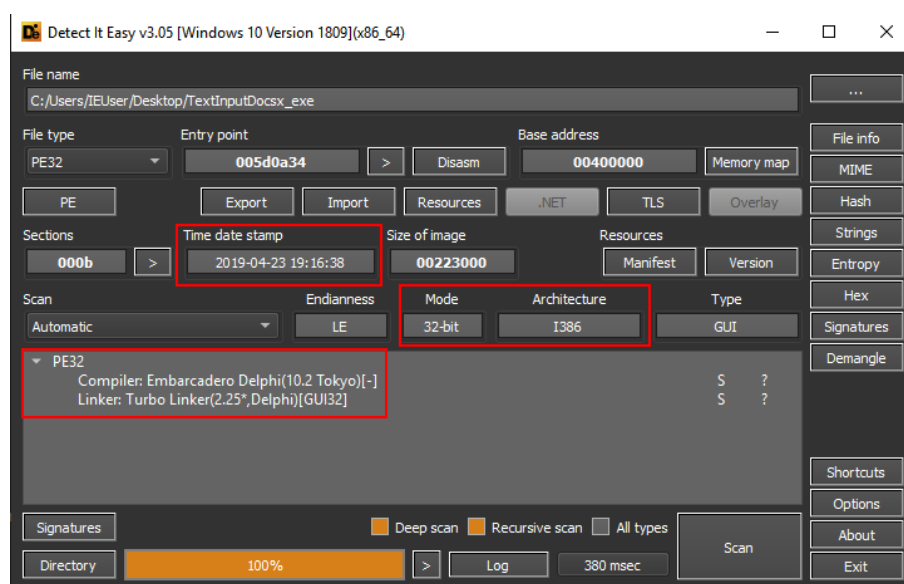 Detect It Easy v3.05 [Windows 10 Version 1809](x86_64)
File name
C:/Users/IEUser/Desktop/TextInputDocsx_exe
...
File type Entry point Base address
PE32 005d0a34 > Disasm 00400000 Memory map
File info
MIME
PE Export Import Resources .NET TLS Overlay
Hash
Sections Time date stamp Size of image Resources
Strings
000b > 2019-04-23 19:16:38 00223000 Manifest Version
Entropy
Scan Endianness Mode Architecture Type
Hex
Automatic LE 32-bit I386 GUI
Signatures
PE32
Demangle
Compiler: Embarcadero Delphi(10.2 Tokyo)[-] S ?
Linker: Turbo Linker(2.25*,Delphi)[GUI32] S ?
Shortcuts
Options
Signatures Deep scan Recursive scan All types Scan
About
Directory 100% > Log 380 msec
Exit